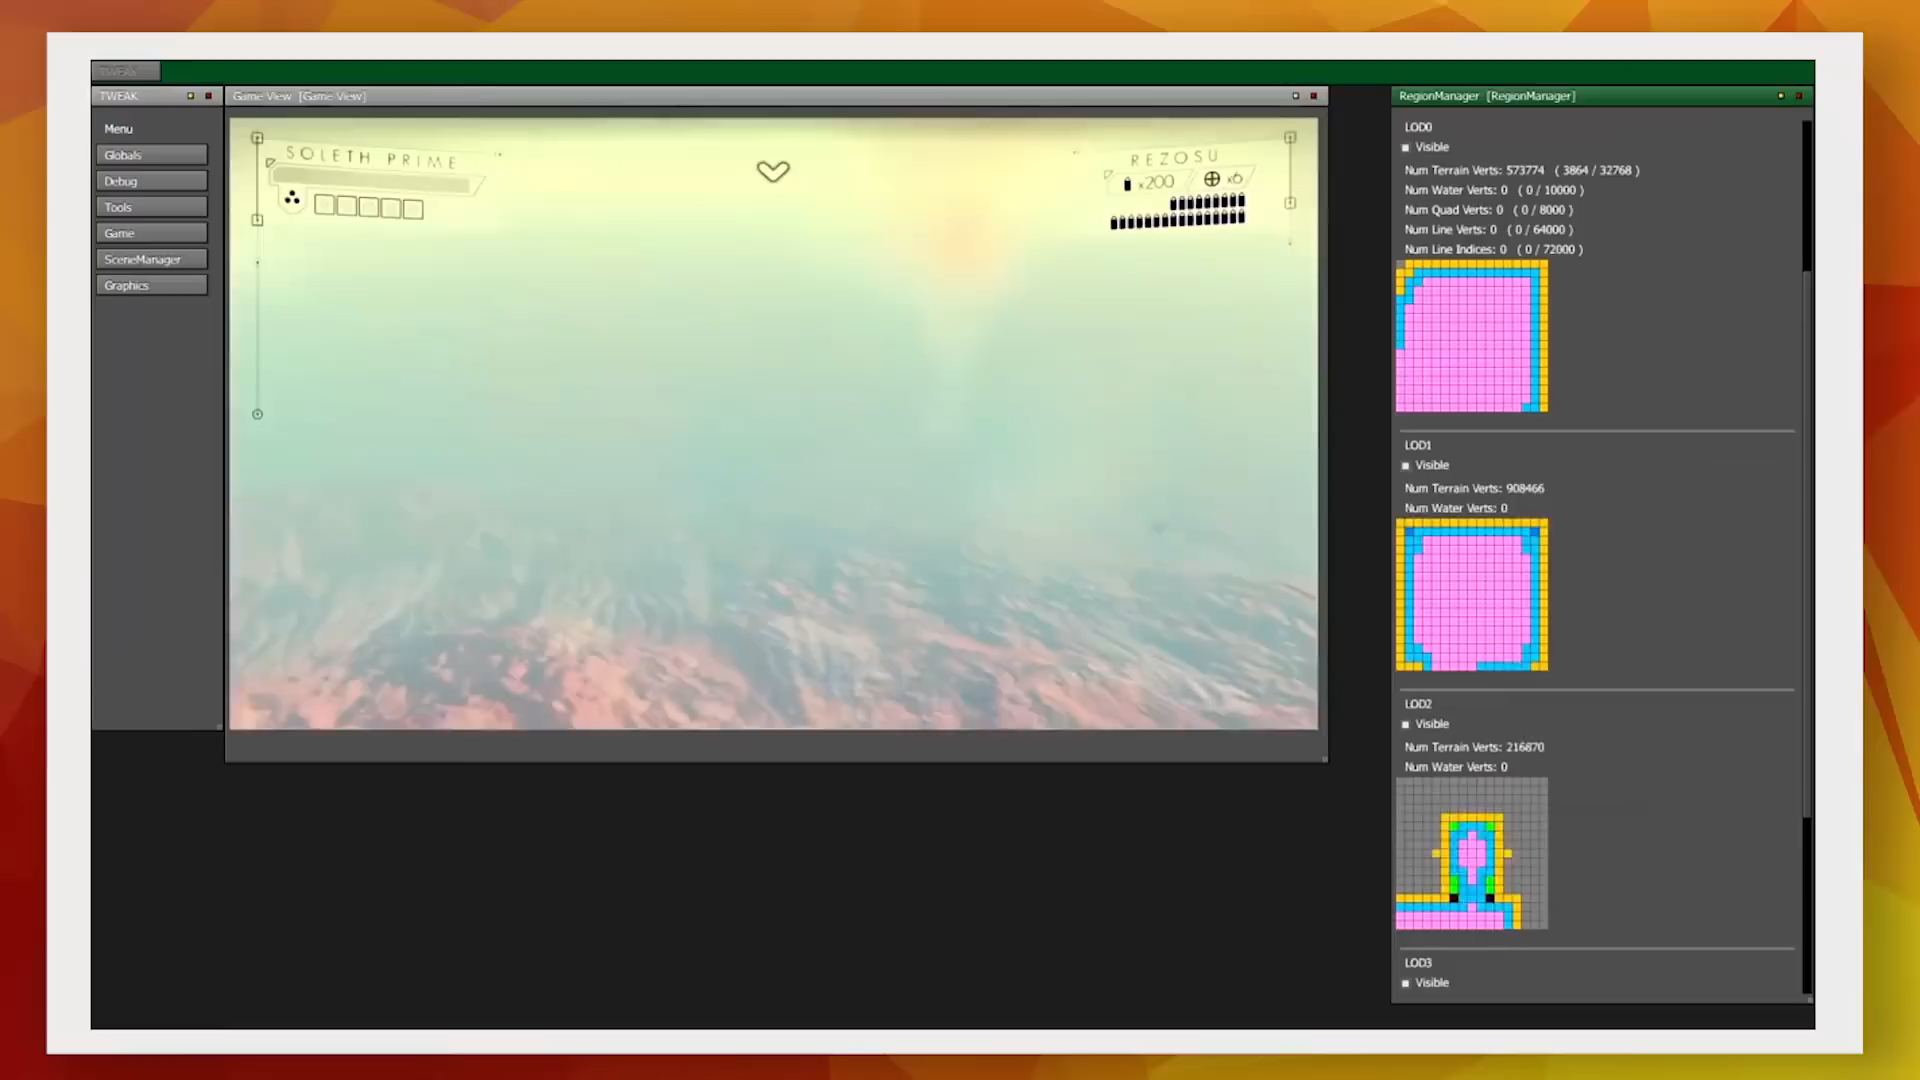 TWEAK
TWEAK
Game View [Game View]
RegionManager [RegionManager]
Menu
Globals
Debug
Tools
Game
SceneManager
Graphics
SOLETH PRIME
REZOSU
x200
x6
LOD0
Visible
Num Terrain Verts: 573774 ( 3864 / 32768 )
Num Water Verts: 0 ( 0 / 10000 )
Num Quad Verts: 0 ( 0 / 8000 )
Num Line Verts: 0 ( 0 / 64000 )
Num Line Indices: 0 ( 0 / 72000 )
LOD1
Visible
Num Terrain Verts: 908466
Num Water Verts: 0
LOD2
Visible
Num Terrain Verts: 216870
Num Water Verts: 0
LOD3
Visible